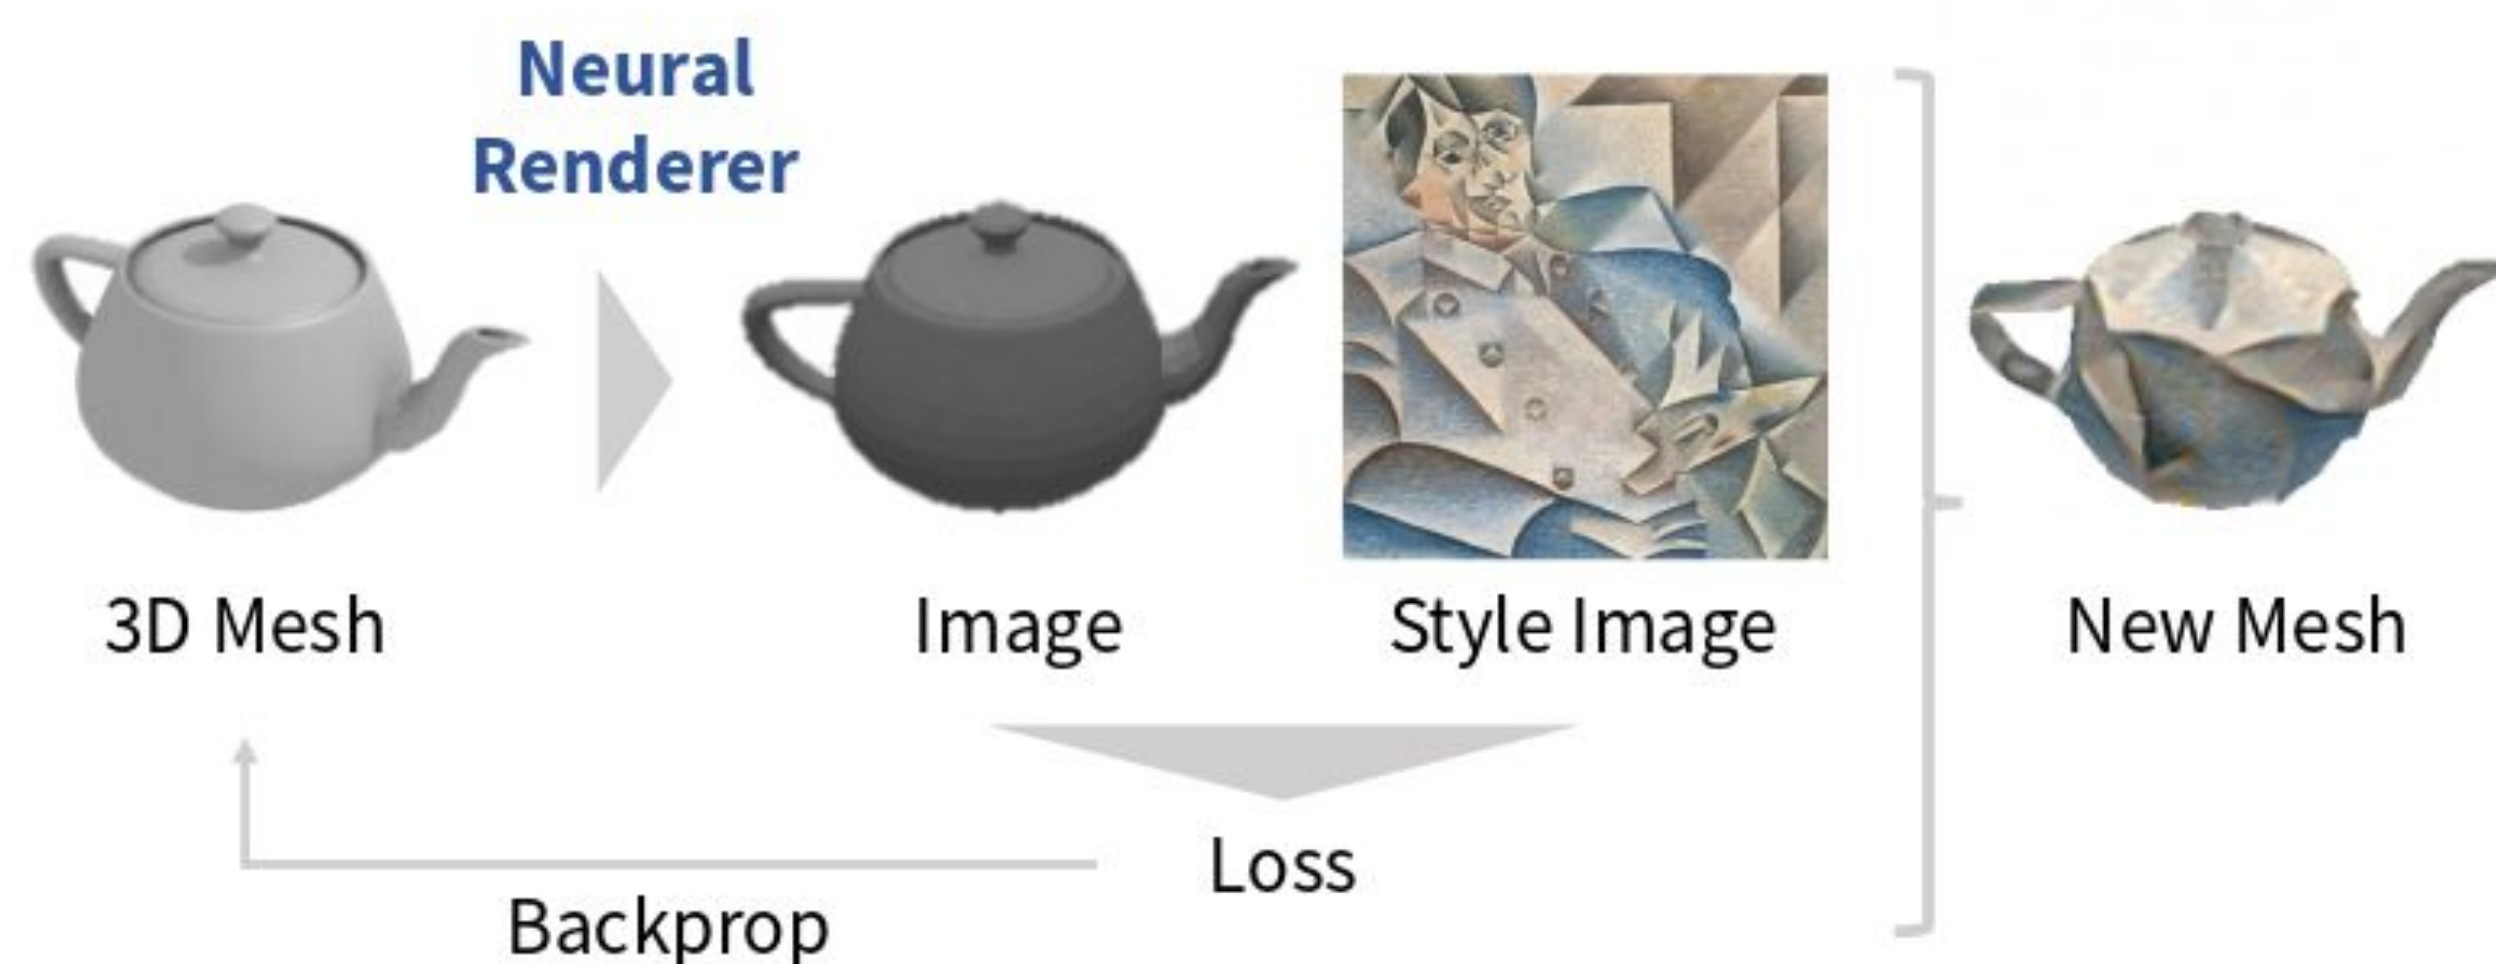 Neural
Renderer
3D Mesh
Image
Style Image
New Mesh
Loss
Backprop